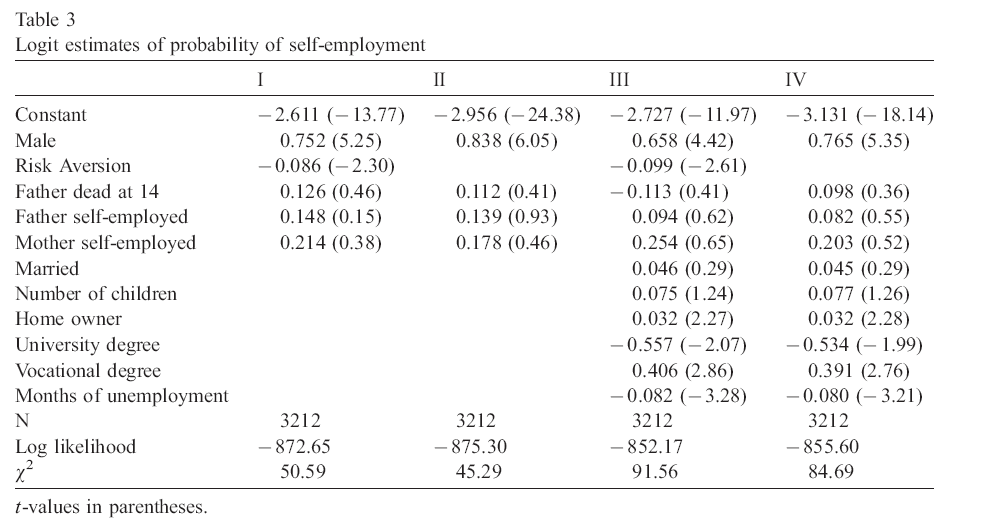 Table 3
Logit estimates of probability of self-employment
I II III IV
Constant −2.611 (−13.77) −2.956 (−24.38) −2.727 (−11.97) −3.131 (−18.14)
Male 0.752 (5.25) 0.838 (6.05) 0.658 (4.42) 0.765 (5.35)
Risk Aversion −0.086 (−2.30) −0.099 (−2.61)
Father dead at 14 0.126 (0.46) 0.112 (0.41) −0.113 (0.41) 0.098 (0.36)
Father self-employed 0.148 (0.15) 0.139 (0.93) 0.094 (0.62) 0.082 (0.55)
Mother self-employed 0.214 (0.38) 0.178 (0.46) 0.254 (0.65) 0.203 (0.52)
Married 0.046 (0.29) 0.045 (0.29)
Number of children 0.075 (1.24) 0.077 (1.26)
Home owner 0.032 (2.27) 0.032 (2.28)
University degree −0.557 (−2.07) −0.534 (−1.99)
Vocational degree 0.406 (2.86) 0.391 (2.76)
Months of unemployment −0.082 (−3.28) −0.080 (−3.21)
N 3212 3212 3212 3212
Log likelihood −872.65 −875.30 −852.17 −855.60
χ² 50.59 45.29 91.56 84.69
t-values in parentheses.